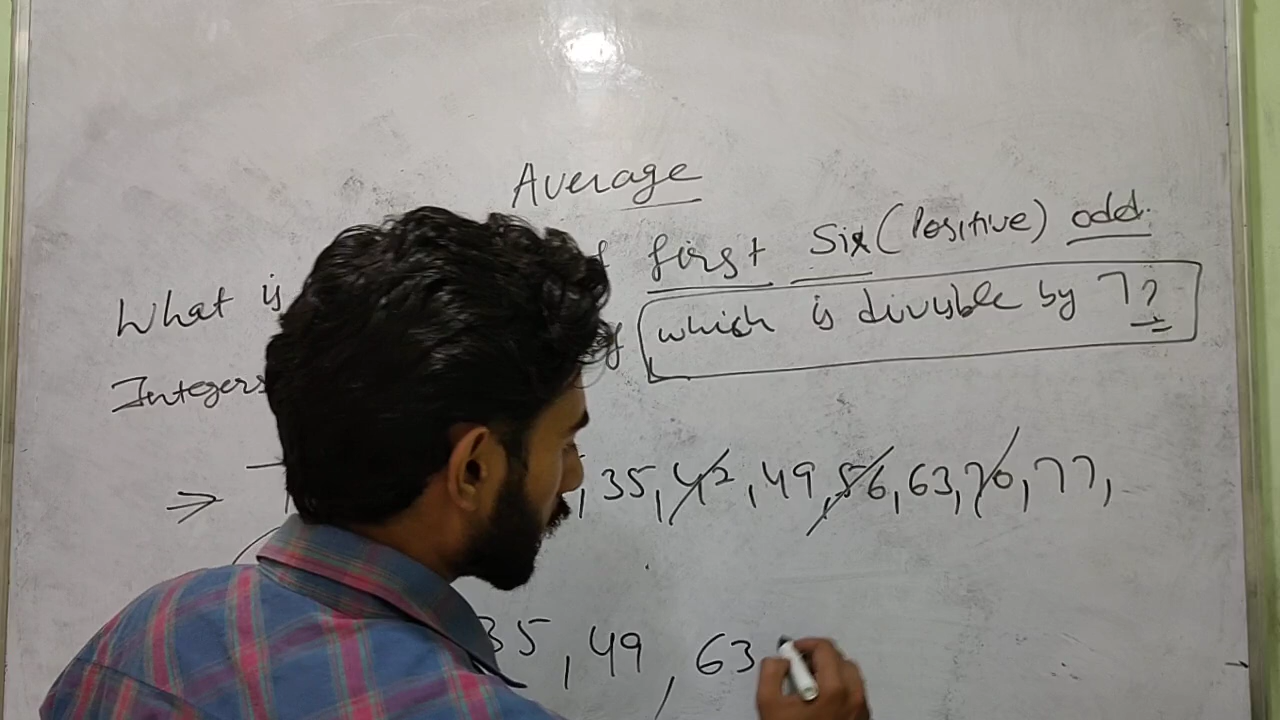 Average
What is f first Six (Positive) odd.
Integers f which is divisible by 7?
⇒ 7 , 35, 42, 49, 56, 63, 70, 77,
35, 49, 63